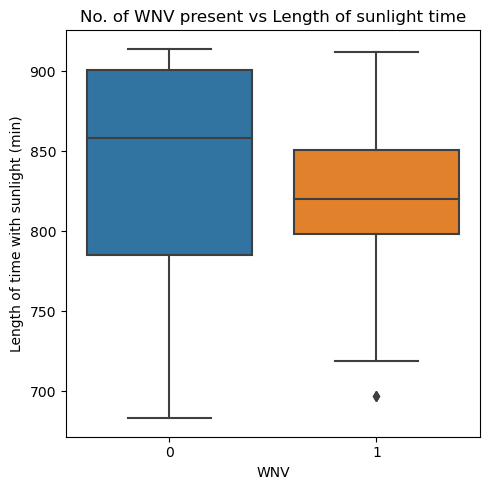 No. of WNV present vs Length of sunlight time
Length of time with sunlight (min)
900
850
800
750
700
0 1
WNV